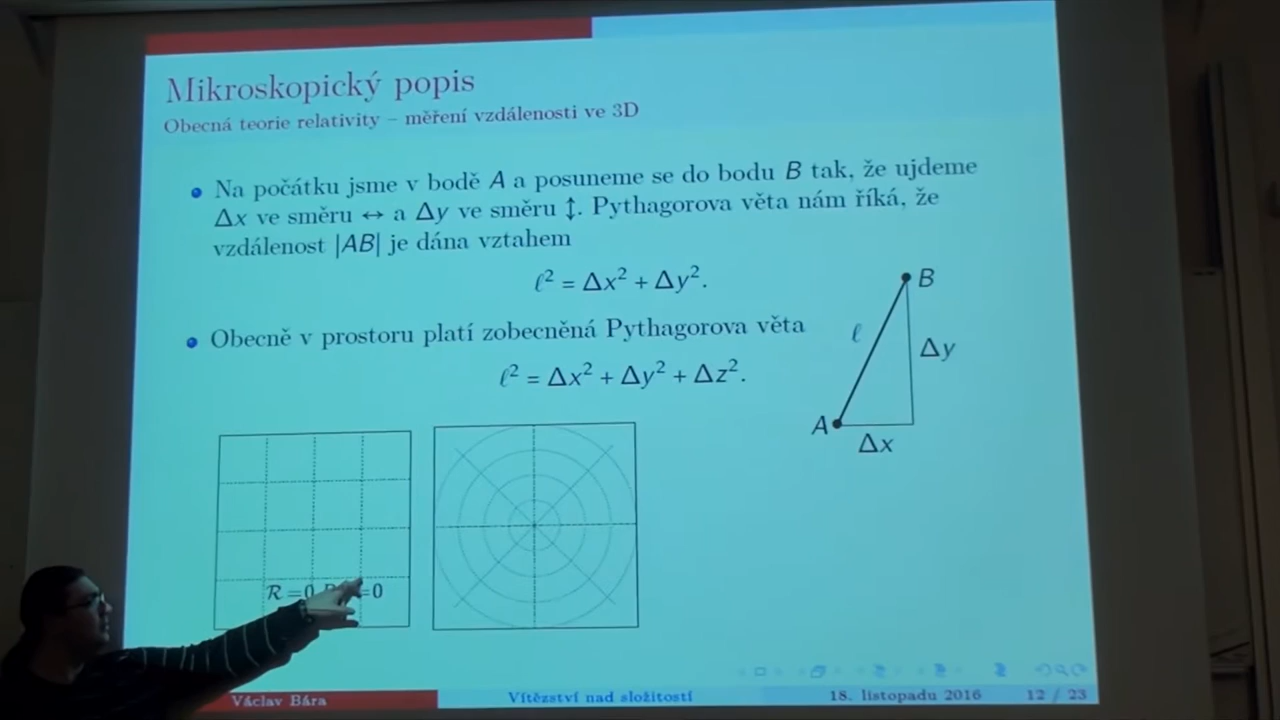 Mikroskopický popis
Obecná teorie relativity – měření vzdálenosti ve 3D
Na počátku jsme v bodě A a posuneme se do bodu B tak, že ujdeme
Δx ve směru ↔ a Δy ve směru ↕. Pythagorova věta nám říká, že
vzdálenost |AB| je dána vztahem
ℓ² = Δx² + Δy².
Obecně v prostoru platí zobecněná Pythagorova věta
ℓ² = Δx² + Δy² + Δz².
B
ℓ
Δy
A
Δx
R =0 =0
Václav Bára
Vítězství nad složitostí
18. listopadu 2016
12 / 23